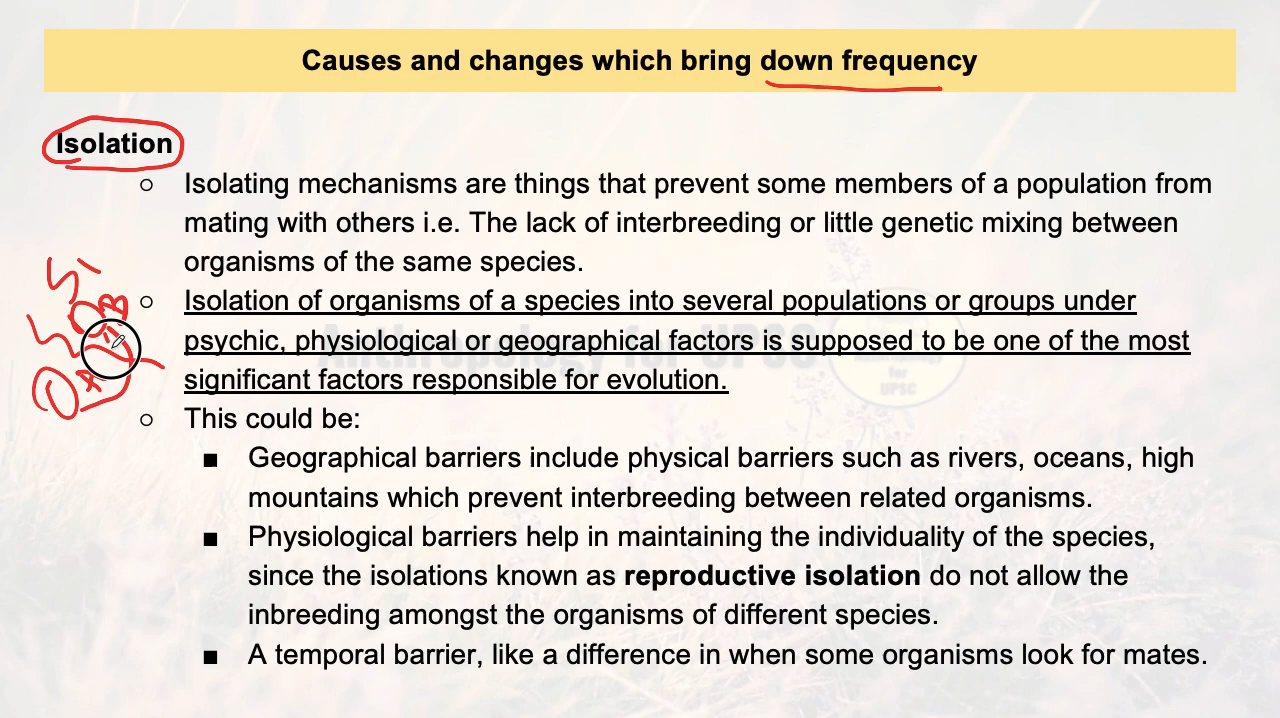 Causes and changes which bring down frequency
Isolation
○ Isolating mechanisms are things that prevent some members of a population from
mating with others i.e. The lack of interbreeding or little genetic mixing between
organisms of the same species.
○ Isolation of organisms of a species into several populations or groups under
psychic, physiological or geographical factors is supposed to be one of the most
significant factors responsible for evolution.
○ This could be:
■ Geographical barriers include physical barriers such as rivers, oceans, high
mountains which prevent interbreeding between related organisms.
■ Physiological barriers help in maintaining the individuality of the species,
since the isolations known as reproductive isolation do not allow the
inbreeding amongst the organisms of different species.
■ A temporal barrier, like a difference in when some organisms look for mates.
Anthropology for UPSC
for
UPSC
B
A